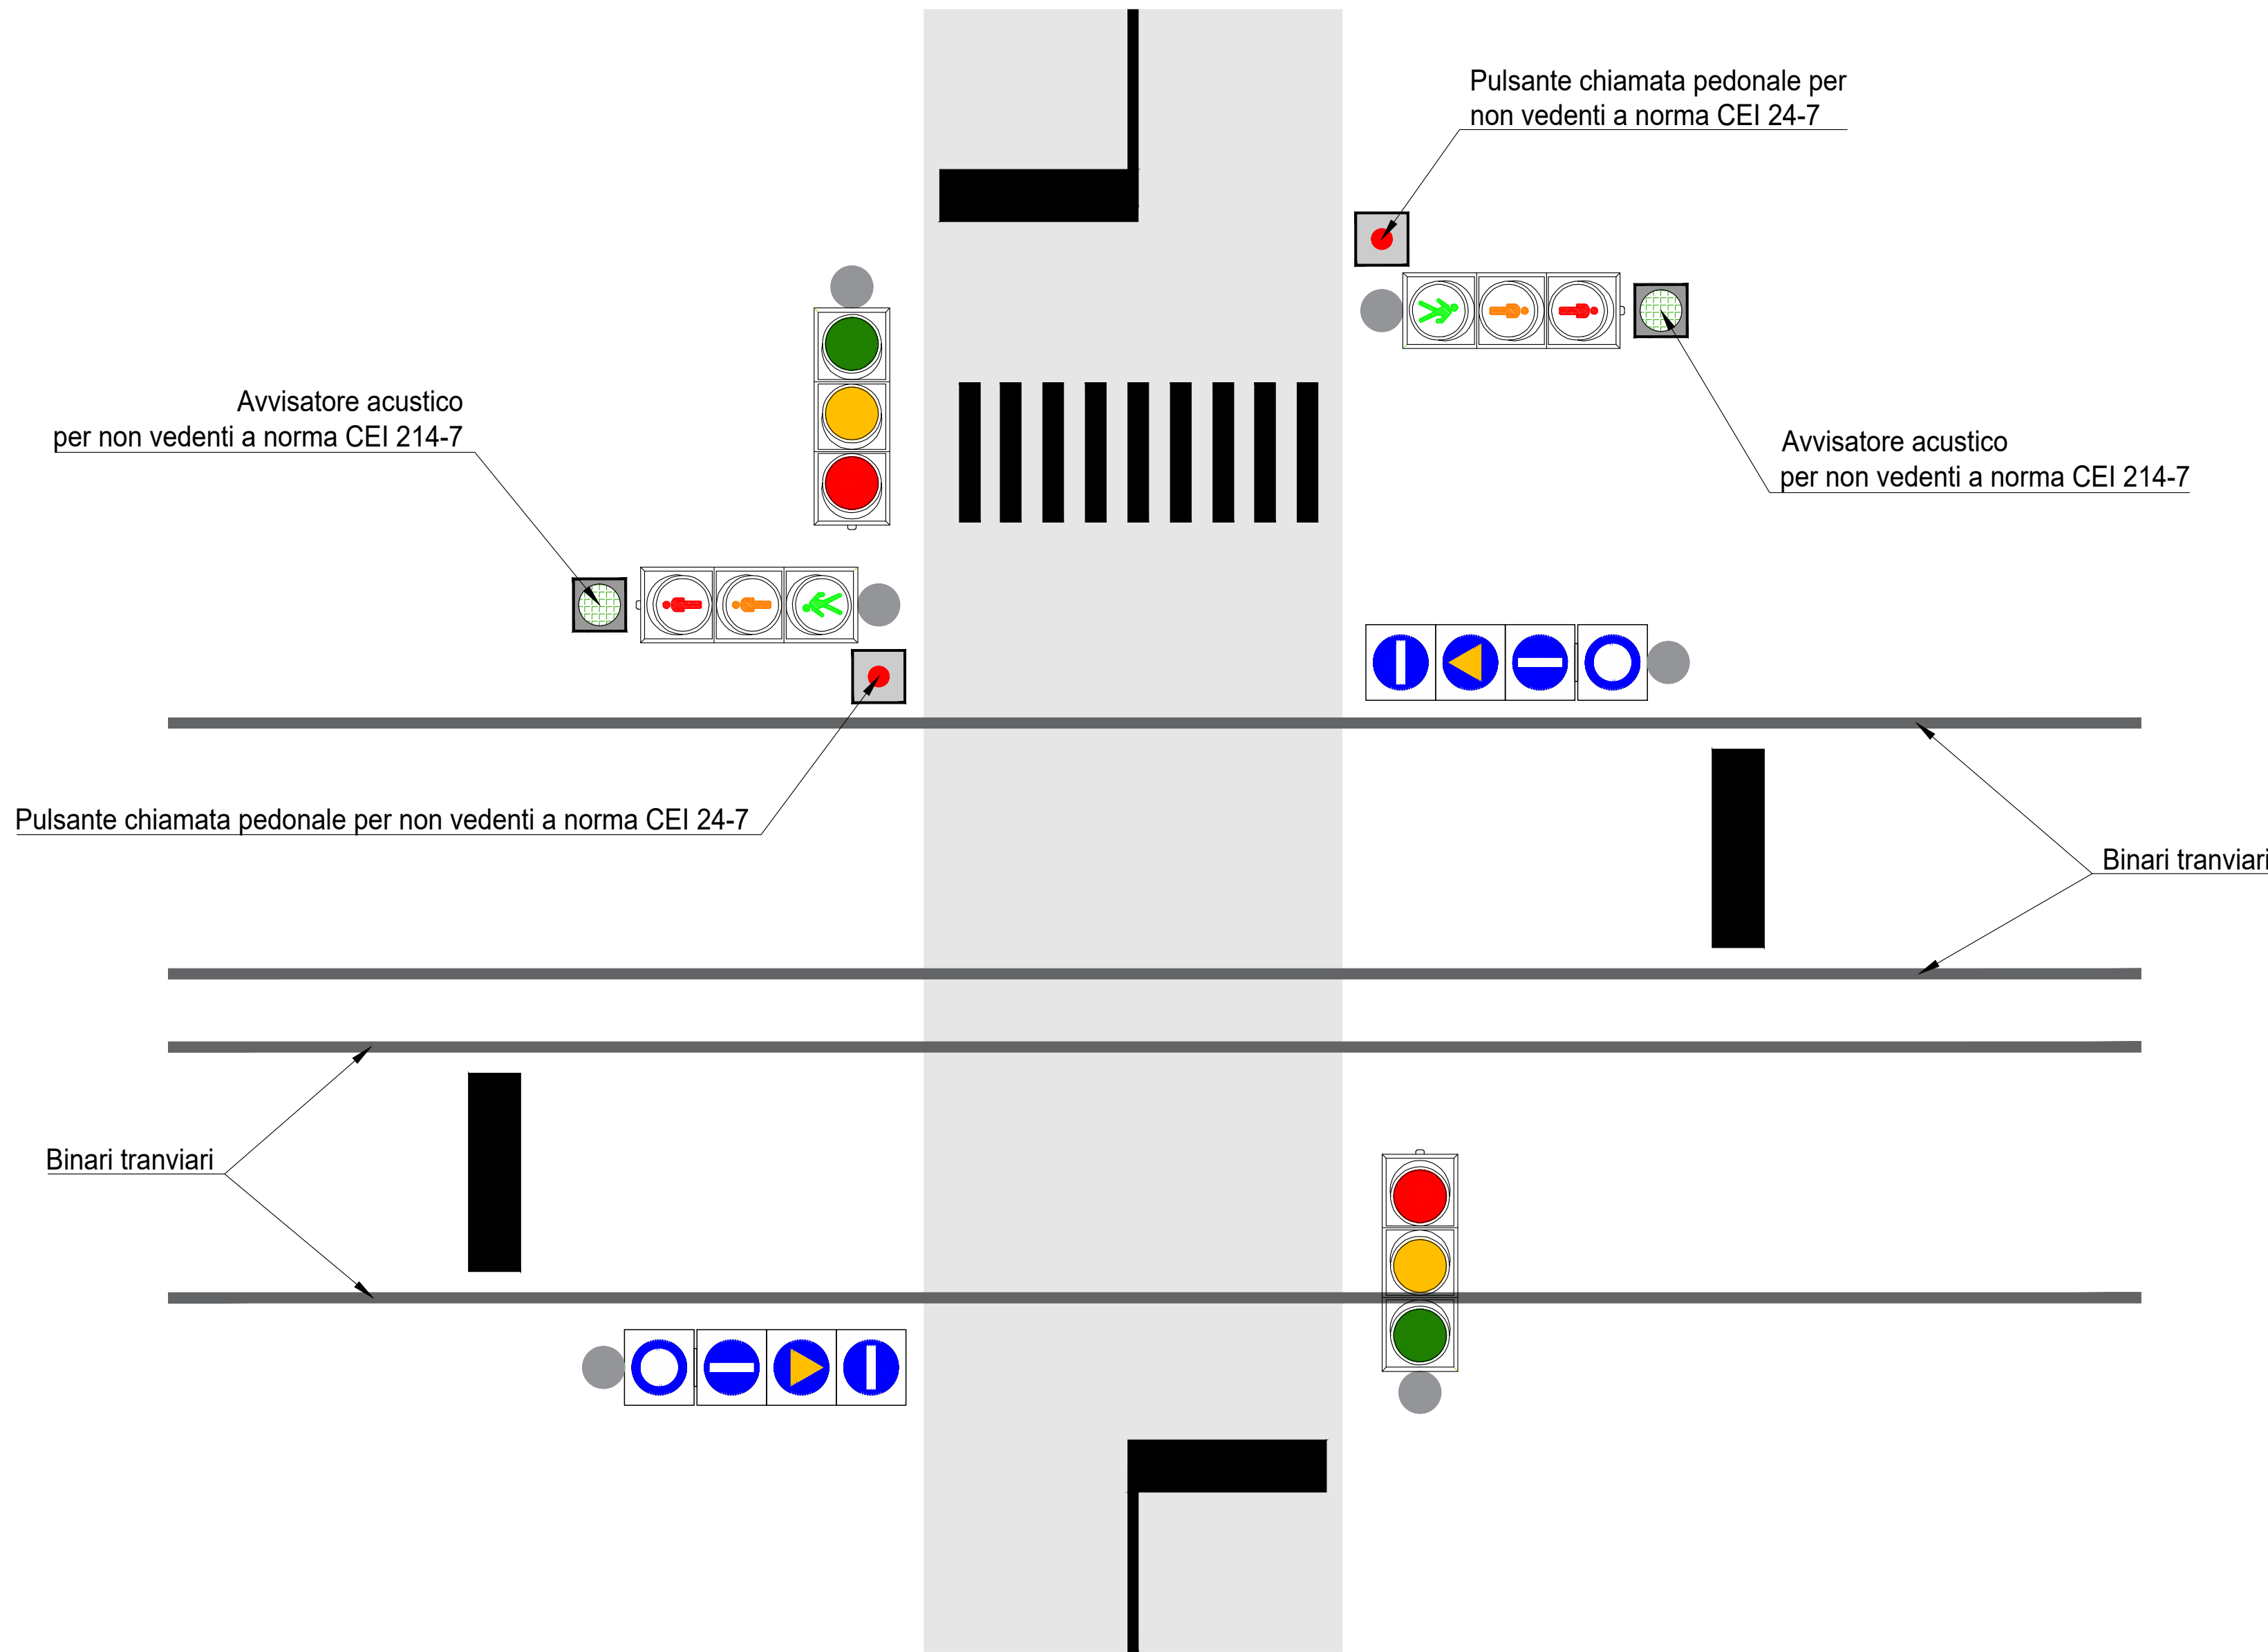 Pulsante chiamata pedonale per
non vedenti a norma CEI 24-7
Avvisatore acustico
per non vedenti a norma CEI 214-7
Avvisatore acustico
per non vedenti a norma CEI 214-7
Pulsante chiamata pedonale per non vedenti a norma CEI 24-7
Binari tranviari
Binari tranviari